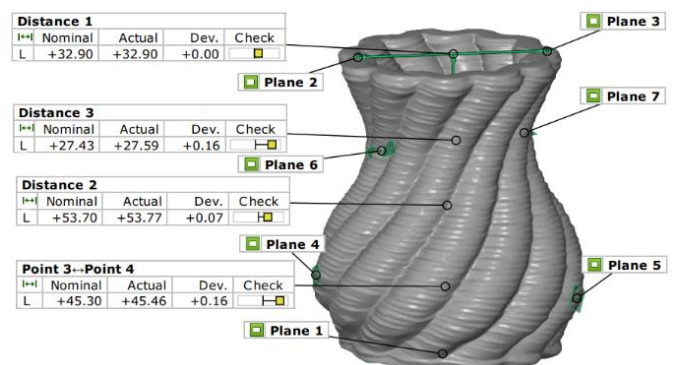 Distance 1
Nominal Actual Dev. Check
L +32.90 +32.90 +0.00
Plane 3
Plane 2
Distance 3
Nominal Actual Dev. Check
L +27.43 +27.59 +0.16
Plane 7
Plane 6
Distance 2
Nominal Actual Dev. Check
L +53.70 +53.77 +0.07
Plane 4
Plane 5
Point 3↔Point 4
Nominal Actual Dev. Check
L +45.30 +45.46 +0.16
Plane 1